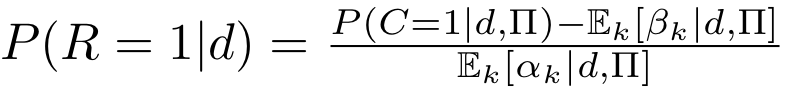 P(R = 1|d) = \frac{P(C=1|d,\Pi)-\mathbb{E}_k[\beta_k|d,\Pi]}{\mathbb{E}_k[\alpha_k|d,\Pi]}